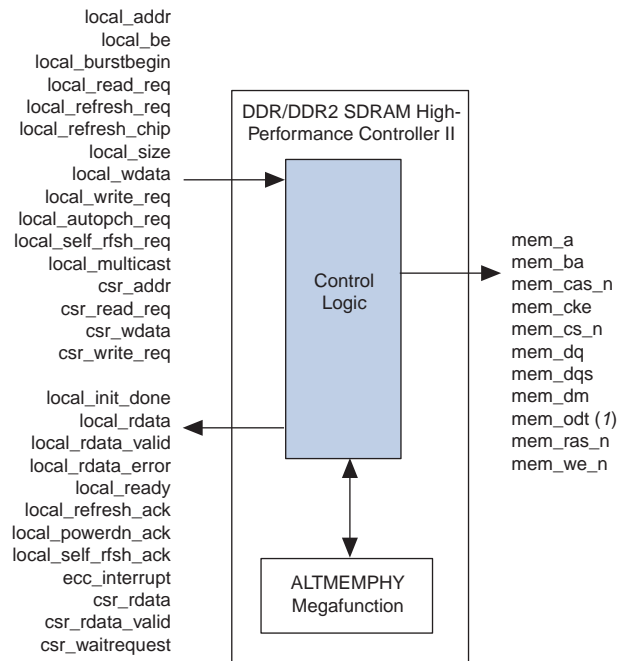 local_addr
local_be
local_burstbegin
local_read_req
local_refresh_req
local_refresh_chip
local_size
local_wdata
local_write_req
local_autopch_req
local_self_rfsh_req
local_multicast
csr_addr
csr_read_req
csr_wdata
csr_write_req
local_init_done
local_rdata
local_rdata_valid
local_rdata_error
local_ready
local_refresh_ack
local_powerdn_ack
local_self_rfsh_ack
ecc_interrupt
csr_rdata
csr_rdata_valid
csr_waitrequest
DDR/DDR2 SDRAM High-
Performance Controller II
Control
Logic
ALTMEMPHY
Megafunction
mem_a
mem_ba
mem_cas_n
mem_cke
mem_cs_n
mem_dq
mem_dqs
mem_dm
mem_odt (1)
mem_ras_n
mem_we_n